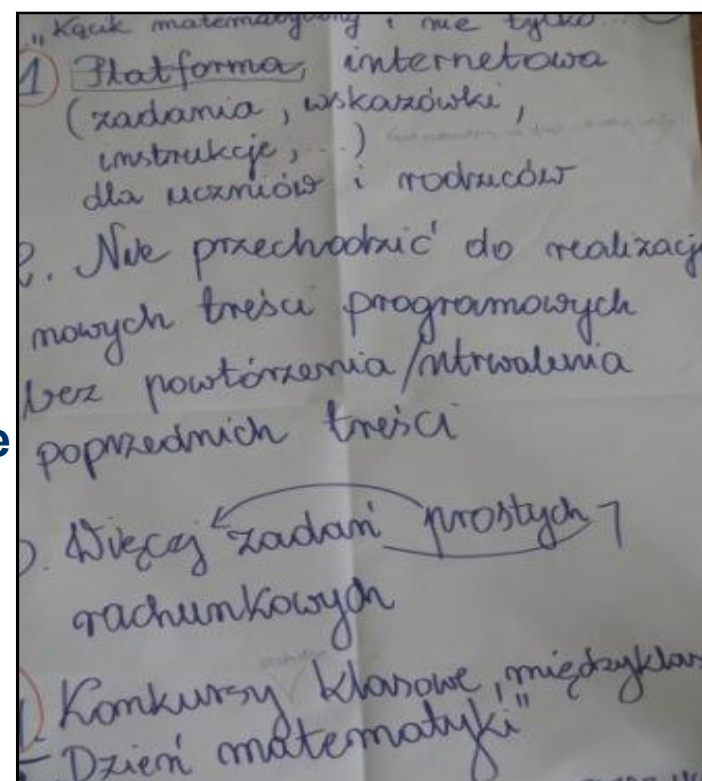 "Kącik matematyczny i nie tylko...
1 Platforma internetowa
(zadania, wskazówki,
instrukcje, ...)
dla uczniów i rodziców
2. Nie przechodzić do realizacji
nowych treści programowych
bez powtórzenia/utrwalenia
e
poprzednich treści
Więcej zadań prostych
rachunkowych
Konkursy klasowe, międzyklas
- Dzień matematyki"